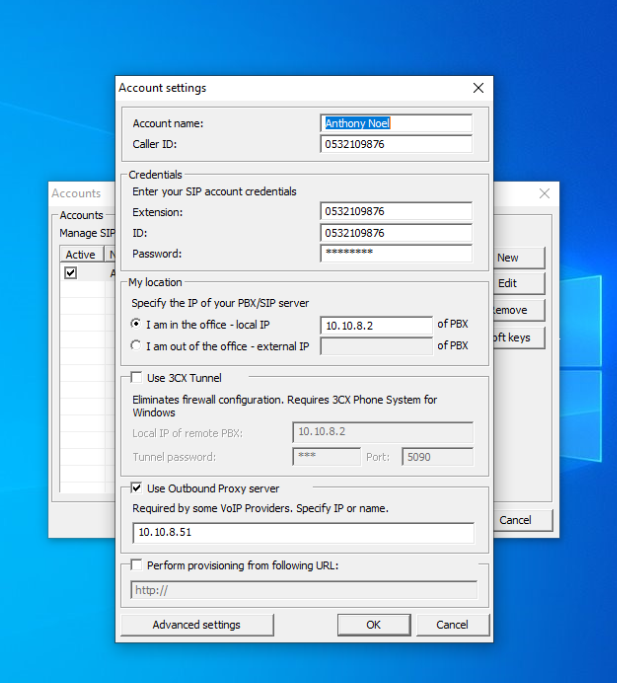 Account settings
Account name: Anthony Noel
Caller ID: 0532109876
Credentials
Enter your SIP account credentials
Extension: 0532109876
ID: 0532109876
Password: ********
My location
Specify the IP of your PBX/SIP server
I am in the office - local IP 10.10.8.2 of PBX
I am out of the office - external IP of PBX
Use 3CX Tunnel
Eliminates firewall configuration. Requires 3CX Phone System for
Windows
Local IP of remote PBX: 10.10.8.2
Tunnel password: *** Port: 5090
Use Outbound Proxy server
Required by some VoIP Providers. Specify IP or name.
10.10.8.51
Perform provisioning from following URL:
http://
Advanced settings OK Cancel
Accounts
Accounts
Manage SIP
Active N
A
New
Edit
emove
oft keys
Cancel